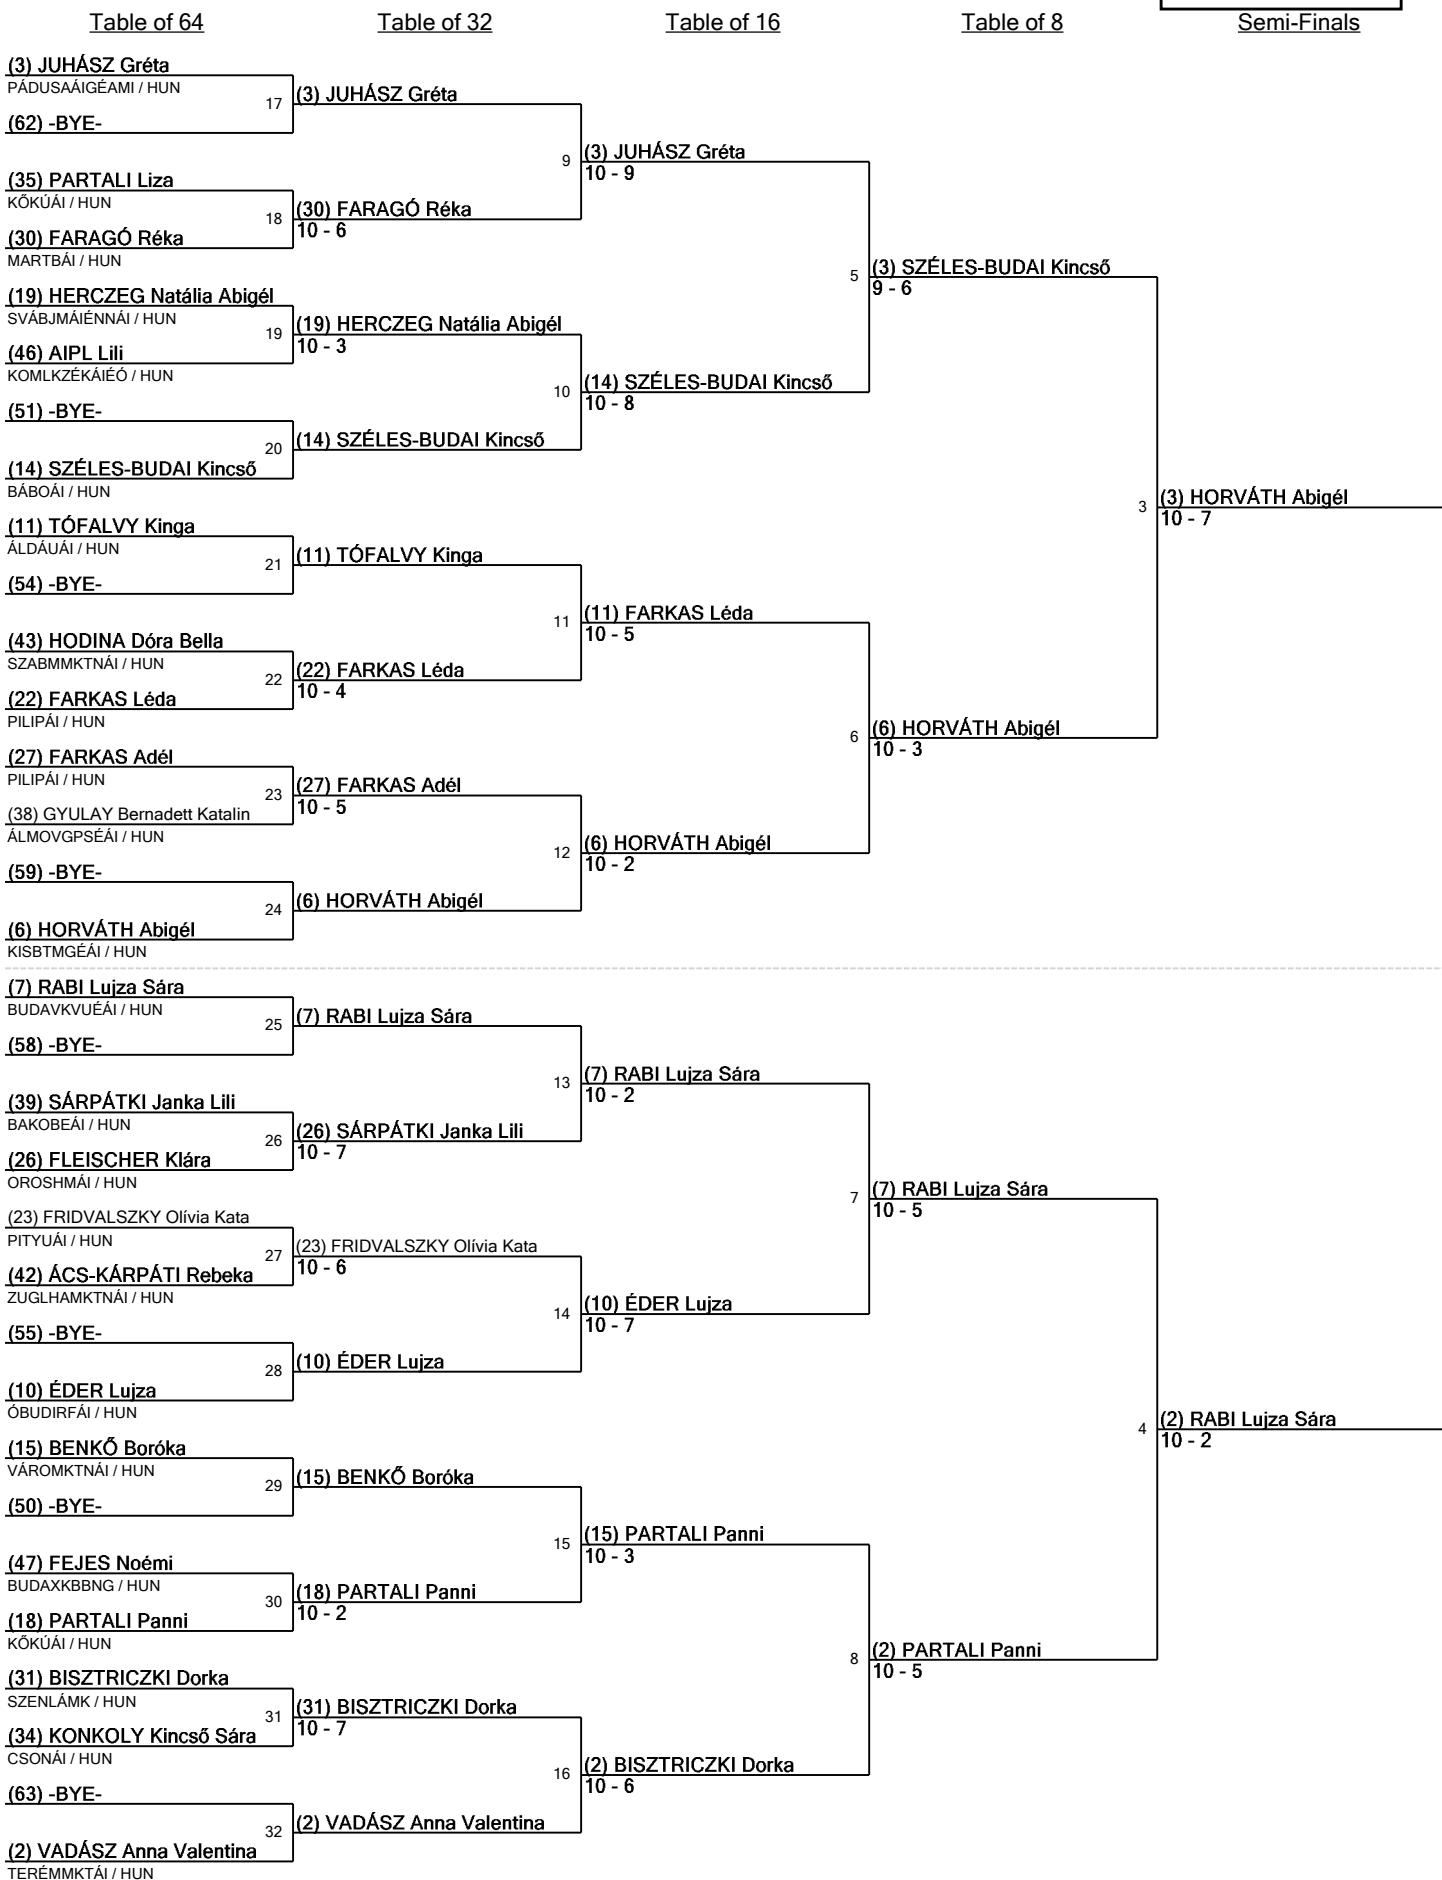 Table of 64
Table of 32
Table of 16
Table of 8
Semi-Finals
(3) JUHÁSZ Gréta
PÁDUSAÁIGÉAMI / HUN
17
(62) -BYE-
(35) PARTALI Liza
KŐKÚÁI / HUN
18
(30) FARAGÓ Réka
MARTBÁI / HUN
(19) HERCZEG Natália Abigél
SVÁBJMÁIÉNNÁI / HUN
19
(46) AIPL Lili
KOMLKZÉKÁIÉÓ / HUN
(51) -BYE-
20
(14) SZÉLES-BUDAI Kincső
BÁBOÁI / HUN
(11) TÓFALVY Kinga
ÁLDÁUÁI / HUN
21
(54) -BYE-
(43) HODINA Dóra Bella
SZABMMKTNÁI / HUN
22
(22) FARKAS Léda
PILIPÁI / HUN
(27) FARKAS Adél
PILIPÁI / HUN
23
(38) GYULAY Bernadett Katalin
ÁLMOVGPSÉÁI / HUN
(59) -BYE-
24
(6) HORVÁTH Abigél
KISBTMGÉÁI / HUN
(7) RABI Lujza Sára
BUDAVKVUÉÁI / HUN
25
(58) -BYE-
(39) SÁRPÁTKI Janka Lili
BAKOBEÁI / HUN
26
(26) FLEISCHER Klára
OROSHMÁI / HUN
(23) FRIDVALSZKY Olívia Kata
PITYUÁI / HUN
27
(42) ÁCS-KÁRPÁTI Rebeka
ZUGLHAMKTNÁI / HUN
(55) -BYE-
28
(10) ÉDER Lujza
ÓBUDIRFÁI / HUN
(15) BENKŐ Boróka
VÁROMKTNÁI / HUN
29
(50) -BYE-
(47) FEJES Noémi
BUDAXKBBNG / HUN
30
(18) PARTALI Panni
KŐKÚÁI / HUN
(31) BISZTRICZKI Dorka
SZENLÁMK / HUN
31
(34) KONKOLY Kincső Sára
CSONÁI / HUN
(63) -BYE-
32
(2) VADÁSZ Anna Valentina
TERÉMMKTÁI / HUN
(3) JUHÁSZ Gréta
9
(30) FARAGÓ Réka
10 - 6
(19) HERCZEG Natália Abigél
10 - 3
10
(14) SZÉLES-BUDAI Kincső
(11) TÓFALVY Kinga
11
(22) FARKAS Léda
10 - 4
(27) FARKAS Adél
10 - 5
12
(6) HORVÁTH Abigél
(7) RABI Lujza Sára
13
(26) SÁRPÁTKI Janka Lili
10 - 7
(23) FRIDVALSZKY Olívia Kata
10 - 6
14
(10) ÉDER Lujza
(15) BENKŐ Boróka
15
(18) PARTALI Panni
10 - 2
(31) BISZTRICZKI Dorka
10 - 7
16
(2) VADÁSZ Anna Valentina
(3) JUHÁSZ Gréta
10 - 9
5
(14) SZÉLES-BUDAI Kincső
10 - 8
(11) FARKAS Léda
10 - 5
6
(6) HORVÁTH Abigél
10 - 2
(7) RABI Lujza Sára
10 - 2
7
(10) ÉDER Lujza
10 - 7
(15) PARTALI Panni
10 - 3
8
(2) BISZTRICZKI Dorka
10 - 6
(3) SZÉLES-BUDAI Kincső
9 - 6
3
(6) HORVÁTH Abigél
10 - 3
(7) RABI Lujza Sára
10 - 5
4
(2) PARTALI Panni
10 - 5
(3) HORVÁTH Abigél
10 - 7
(2) RABI Lujza Sára
10 - 2